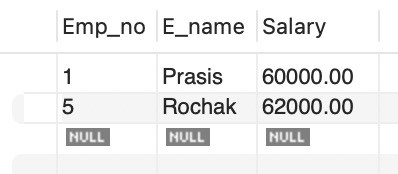 Emp_no E_name Salary
1 Prasis 60000.00
5 Rochak 62000.00
NULL NULL NULL